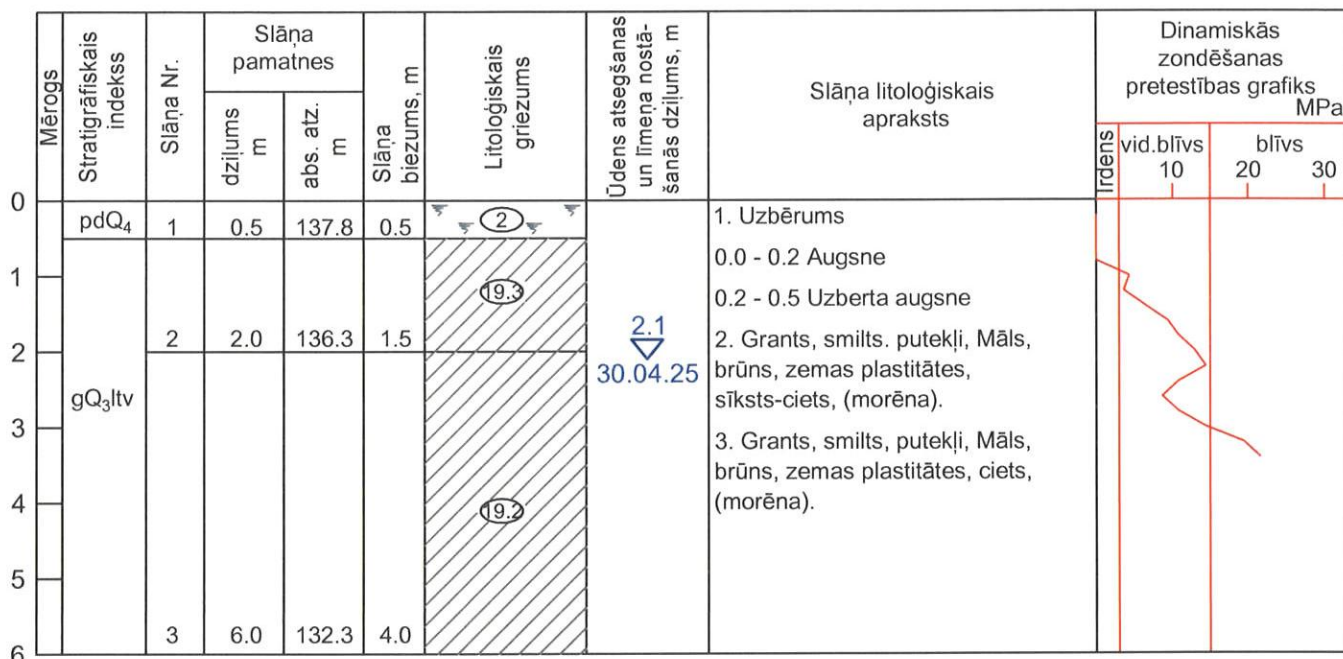 Mērogs
Stratigrāfiskais
indekss
Slāņa Nr.
Slāņa
pamatnes
dziļums
m
abs. atz.
m
Slāņa
biezums, m
Litoloģiskais
griezums
Ūdens atsegšanas
un līmeņa nostā-
šanās dziļums, m
Slāņa litoloģiskais
apraksts
Dinamiskās
zondēšanas
pretestības grafiks
MPa
Irdens
vid.blīvs
blīvs
10
20
30
0
pdQ₄
1
0.5
137.8
0.5
2
1. Uzbērums
0.0 - 0.2 Augsne
1
19.3
0.2 - 0.5 Uzberta augsne
2
2.0
136.3
1.5
2.1
30.04.25
2. Grants, smilts. putekļi, Māls,
brūns, zemas plastitātes,
sīksts-ciets, (morēna).
2
gQ₃ltv
3
3. Grants, smilts, putekļi, Māls,
brūns, zemas plastitātes, ciets,
(morēna).
4
19.2
5
3
6.0
132.3
4.0
6